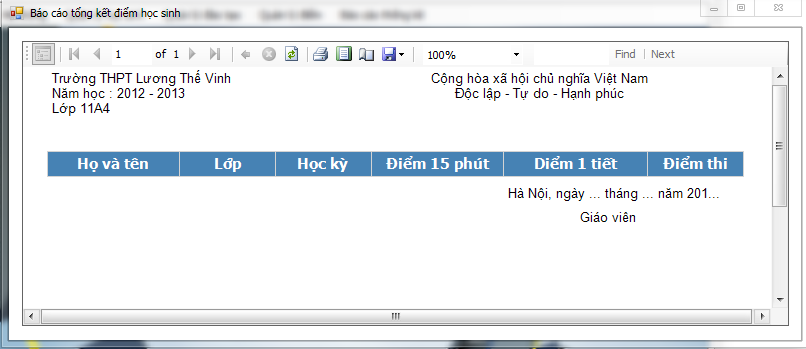 Báo cáo tổng kết điểm học sinh
1 of 1 100% Find | Next
Trường THPT Lương Thế Vinh Cộng hòa xã hội chủ nghĩa Việt Nam
Năm học : 2012 - 2013 Độc lập - Tự do - Hạnh phúc
Lớp 11A4
Họ và tên Lớp Học kỳ Điểm 15 phút Điểm 1 tiết Điểm thi
Hà Nội, ngày ... tháng ... năm 201...
Giáo viên